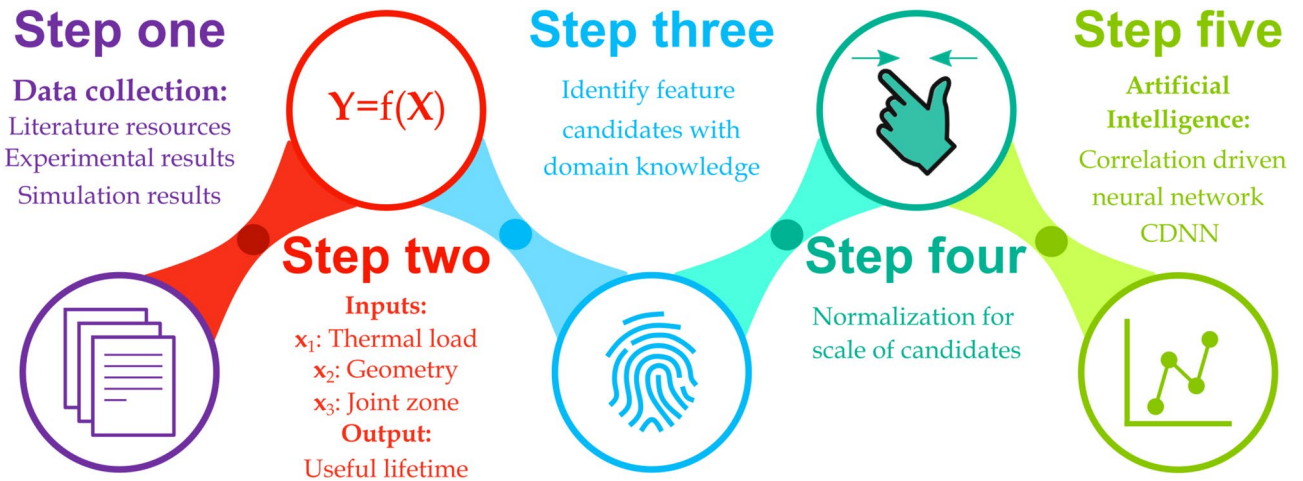 Step one
Data collection:
Literature resources
Experimental results
Simulation results
Y=f(X)
Step two
Inputs:
x₁: Thermal load
x₂: Geometry
x₃: Joint zone
Output:
Useful lifetime
Step three
Identify feature
candidates with
domain knowledge
Step four
Normalization for
scale of candidates
Step five
Artificial
Intelligence:
Correlation driven
neural network
CDNN